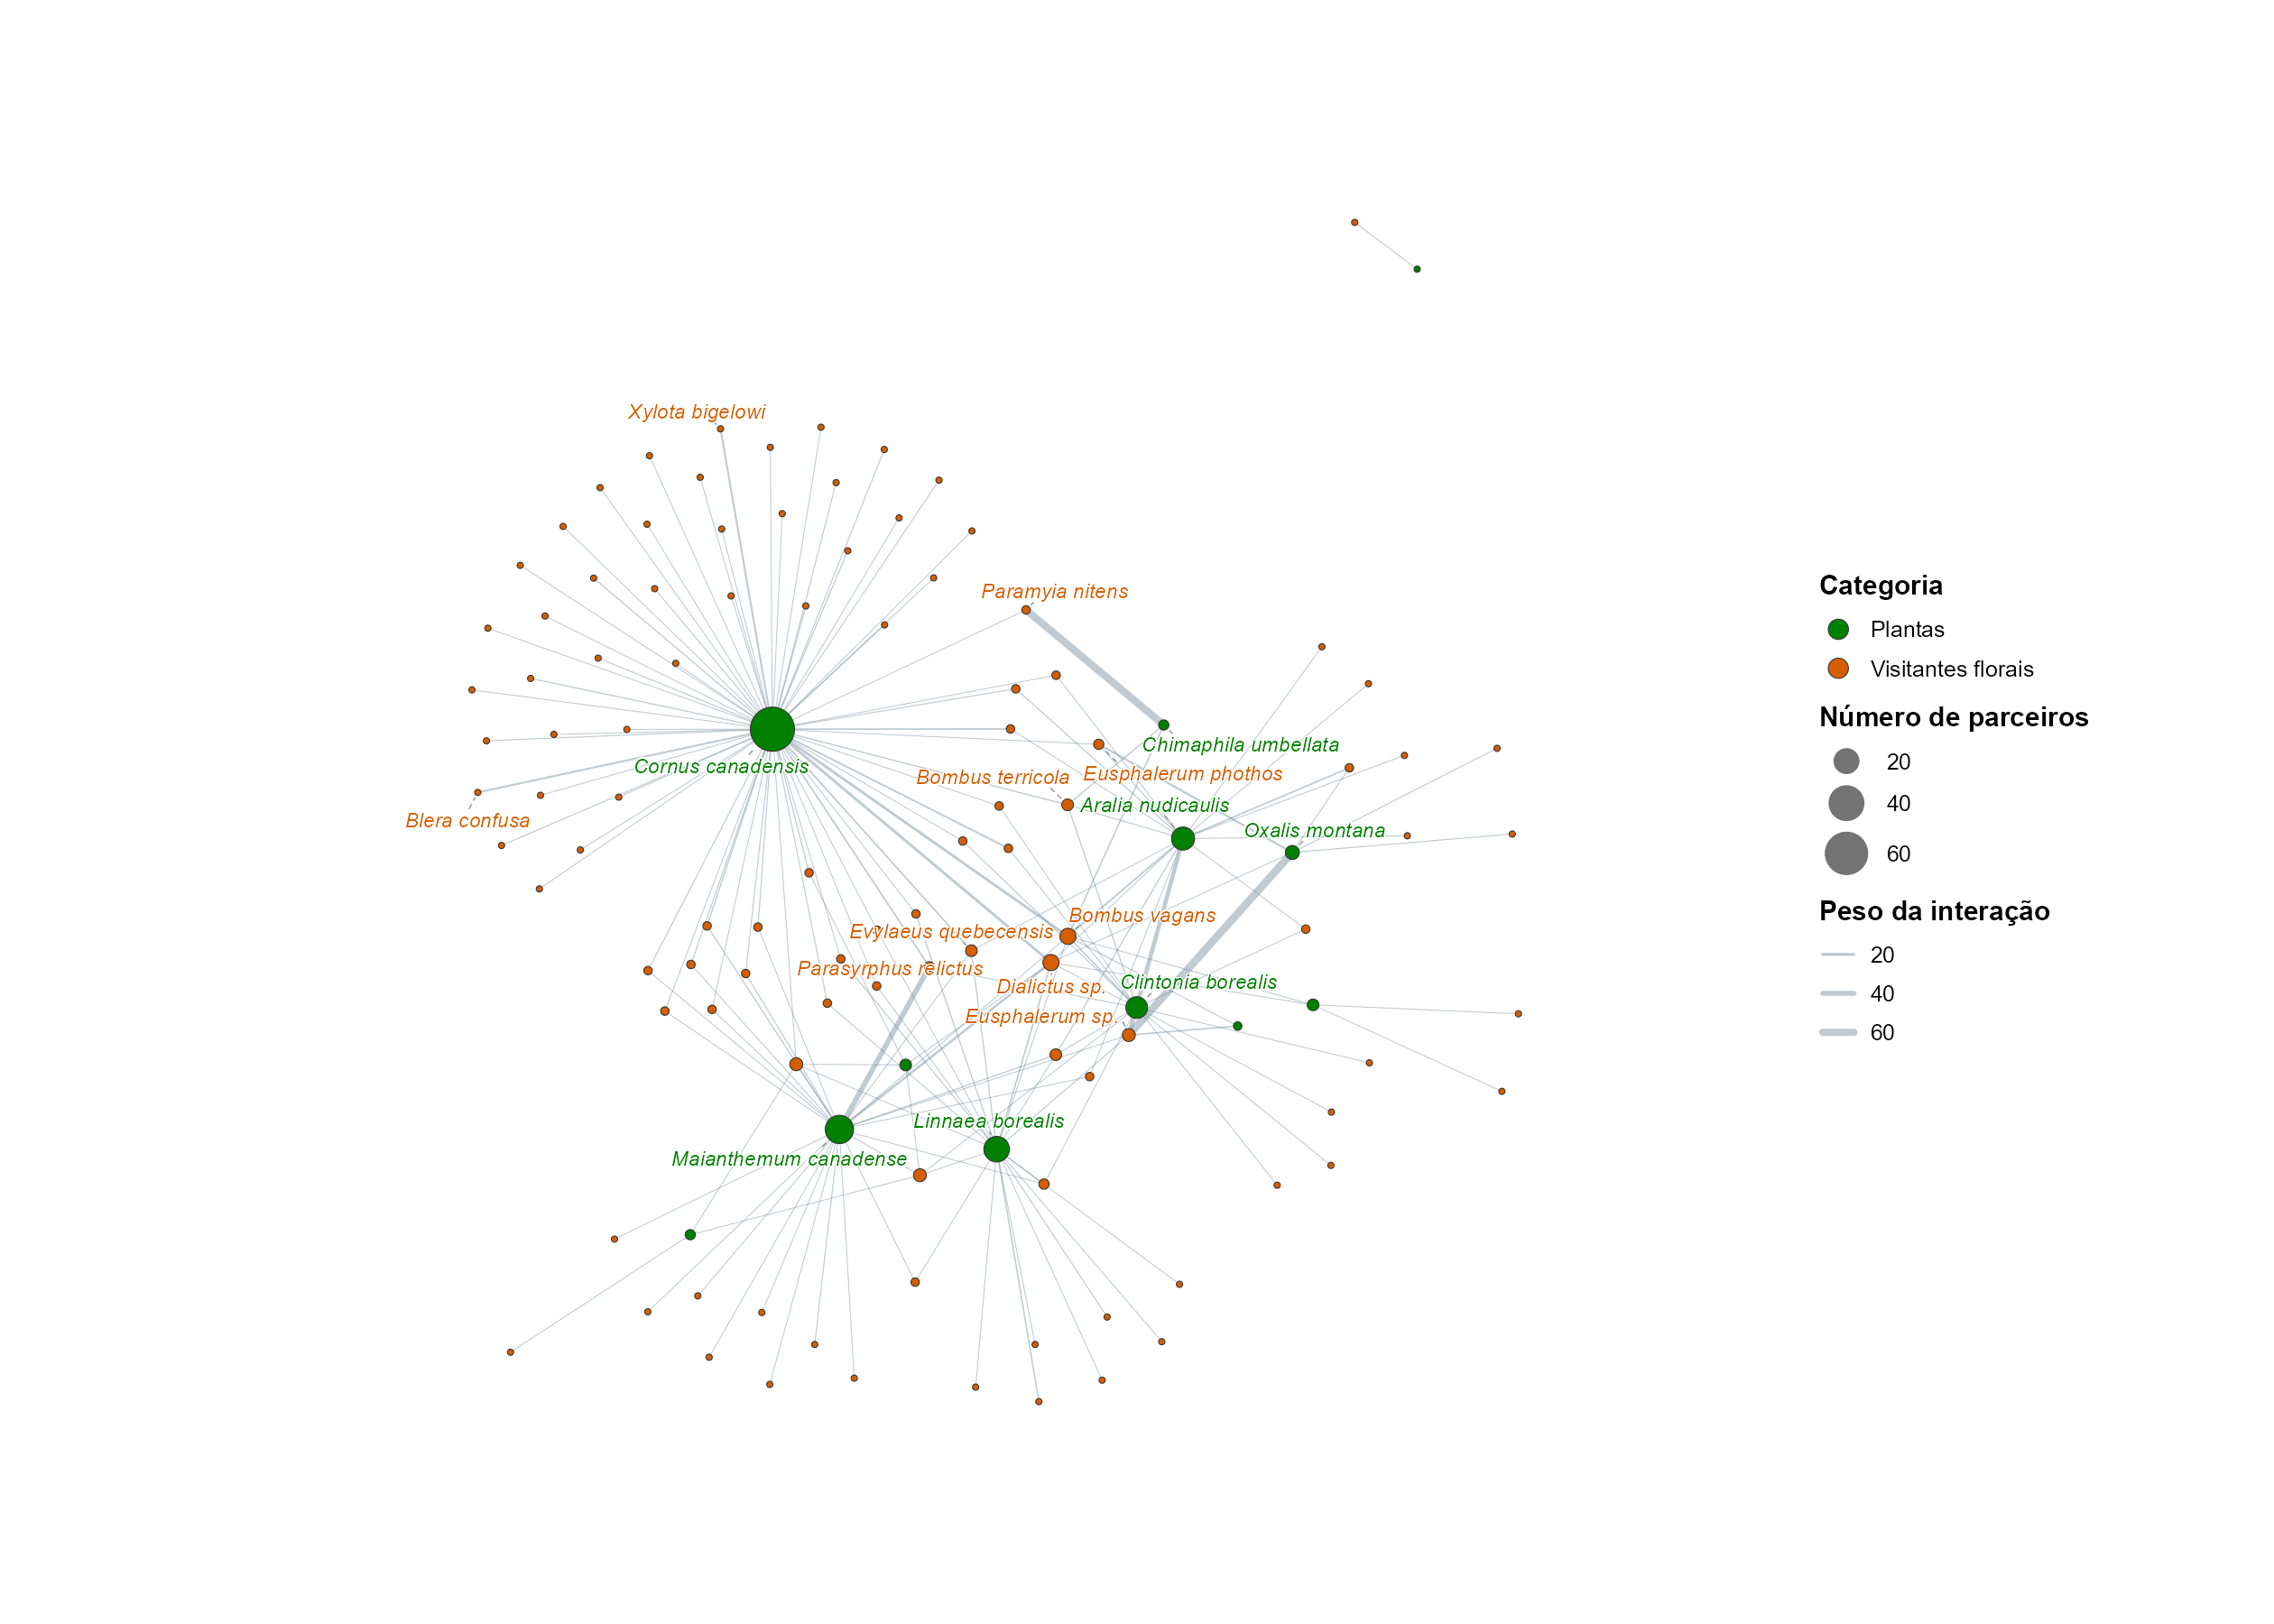 Xylota bigelowi
Paramyia nitens
Chimaphila umbellata
Cornus canadensis
Bombus terricola
Eusphalerum phothos
Aralia nudicaulis
Blera confusa
Oxalis montana
Bombus vagans
Evylaeus quebecensis
Parasyrphus relictus
Dialictus sp.
Clintonia borealis
Eusphalerum sp.
Linnaea borealis
Maianthemum canadense
Categoria
Plantas
Visitantes florais
Número de parceiros
20
40
60
Peso da interação
20
40
60